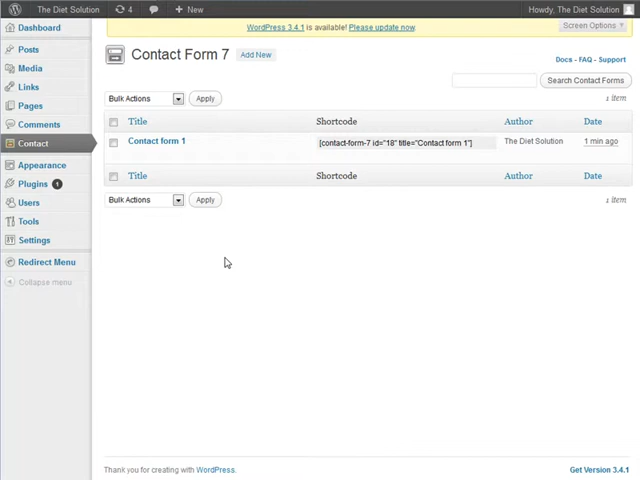 The Diet Solution 4 + New Howdy, The Diet Solution
Dashboard
Posts
Media
Links
Pages
Comments
Contact
Appearance
Plugins 1
Users
Tools
Settings
Redirect Menu
Collapse menu
WordPress 3.4.1 is available! Please update now.
Screen Options
Contact Form 7 Add New
Docs - FAQ - Support
Search Contact Forms
Bulk Actions Apply 1 item
Title Shortcode Author Date
Contact form 1 [contact-form-7 id="18" title="Contact form 1"] The Diet Solution 1 min ago
Title Shortcode Author Date
Bulk Actions Apply 1 item
Thank you for creating with WordPress. Get Version 3.4.1